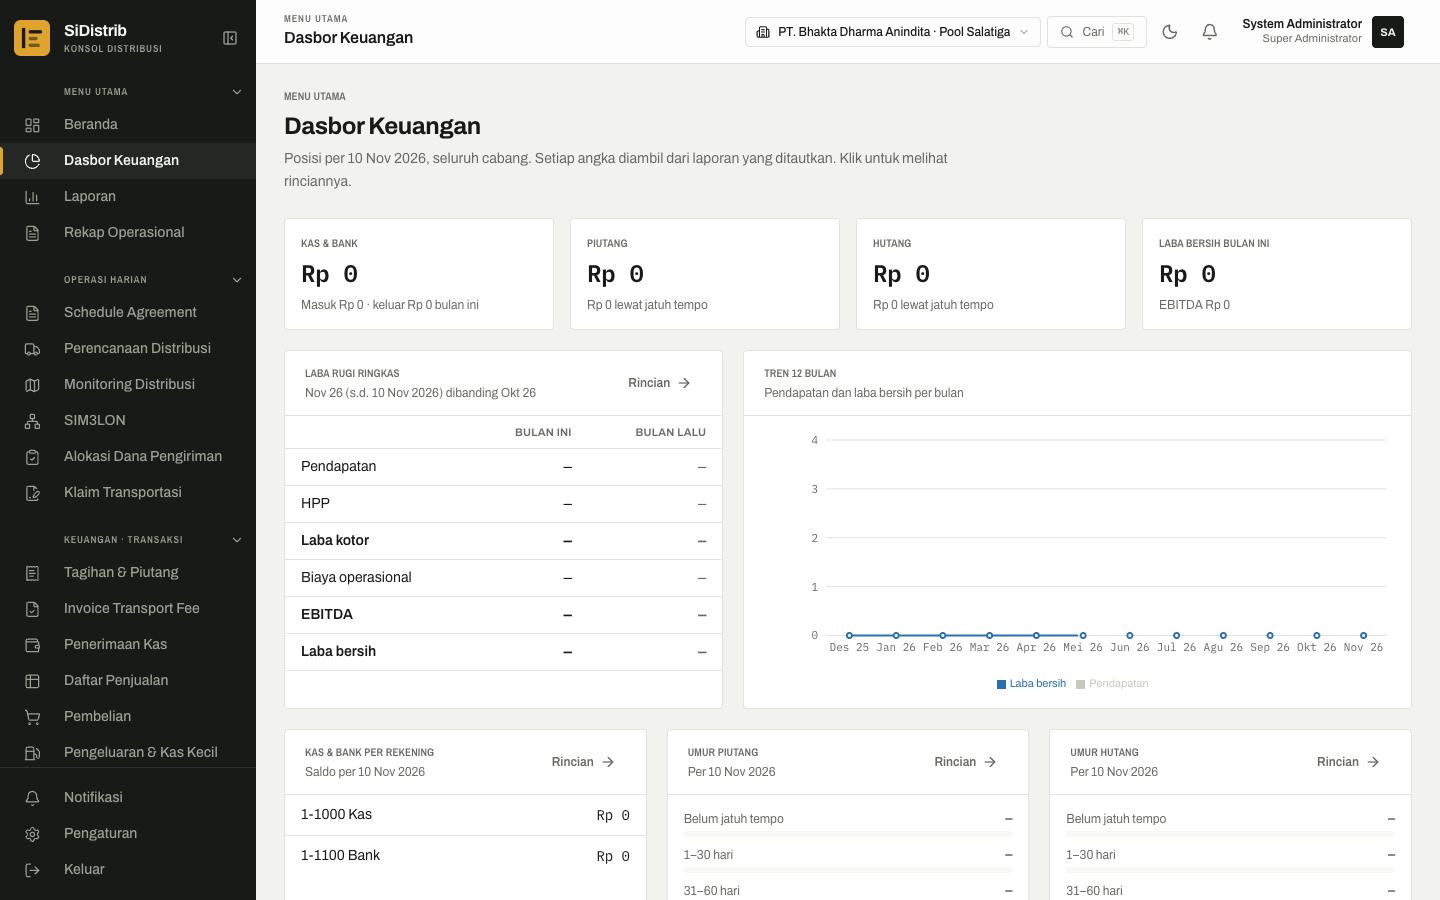 SiDistrib
KONSOL DISTRIBUSI
MENU UTAMA
Beranda
Dasbor Keuangan
Laporan
Rekap Operasional
OPERASI HARIAN
Schedule Agreement
Perencanaan Distribusi
Monitoring Distribusi
SIM3LON
Alokasi Dana Pengiriman
Klaim Transportasi
KEUANGAN · TRANSAKSI
Tagihan & Piutang
Invoice Transport Fee
Penerimaan Kas
Daftar Penjualan
Pembelian
Pengeluaran & Kas Kecil
Notifikasi
Pengaturan
Keluar
MENU UTAMA
Dasbor Keuangan
PT. Bhakta Dharma Anindita · Pool Salatiga
Cari ⌘K
System Administrator
Super Administrator
SA
MENU UTAMA
Dasbor Keuangan
Posisi per 10 Nov 2026, seluruh cabang. Setiap angka diambil dari laporan yang ditautkan. Klik untuk melihat
rinciannya.
KAS & BANK
Rp 0
Masuk Rp 0 · keluar Rp 0 bulan ini
PIUTANG
Rp 0
Rp 0 lewat jatuh tempo
HUTANG
Rp 0
Rp 0 lewat jatuh tempo
LABA BERSIH BULAN INI
Rp 0
EBITDA Rp 0
LABA RUGI RINGKAS
Nov 26 (s.d. 10 Nov 2026) dibanding Okt 26
Rincian
BULAN INI BULAN LALU
Pendapatan – –
HPP – –
Laba kotor – –
Biaya operasional – –
EBITDA – –
Laba bersih – –
TREN 12 BULAN
Pendapatan dan laba bersih per bulan
4
3
2
1
0
Des 25 Jan 26 Feb 26 Mar 26 Apr 26 Mei 26 Jun 26 Jul 26 Agu 26 Sep 26 Okt 26 Nov 26
Laba bersih Pendapatan
KAS & BANK PER REKENING
Saldo per 10 Nov 2026
Rincian
1-1000 Kas Rp 0
1-1100 Bank Rp 0
UMUR PIUTANG
Per 10 Nov 2026
Rincian
Belum jatuh tempo –
1–30 hari –
31–60 hari –
UMUR HUTANG
Per 10 Nov 2026
Rincian
Belum jatuh tempo –
1–30 hari –
31–60 hari –